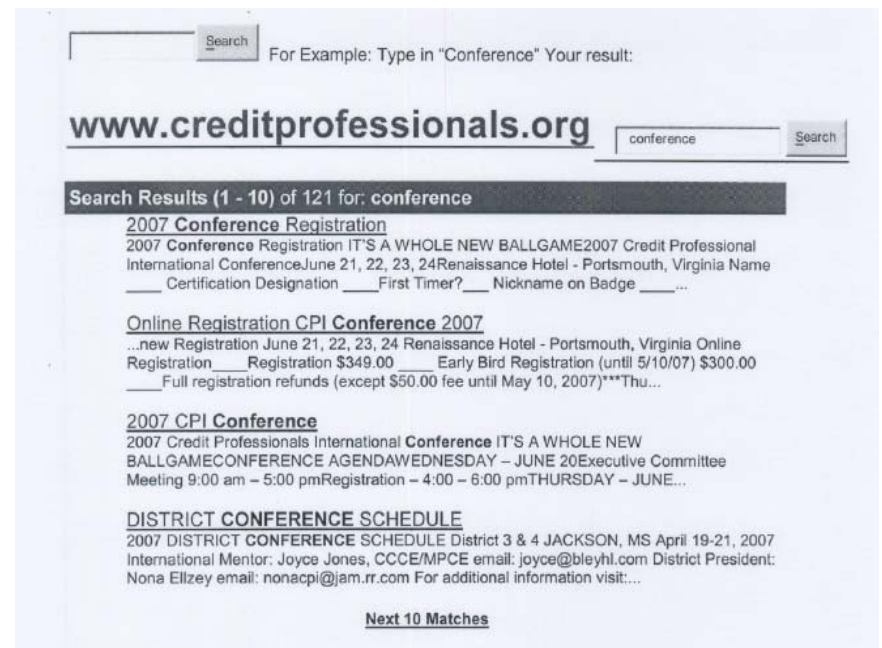 Search For Example: Type in "Conference" Your result:
www.creditprofessionals.org conference Search
Search Results (1 - 10) of 121 for: conference
2007 Conference Registration
2007 Conference Registration IT'S A WHOLE NEW BALLGAME2007 Credit Professional
International ConferenceJune 21, 22, 23, 24Renaissance Hotel - Portsmouth, Virginia Name
____ Certification Designation ____First Timer?___ Nickname on Badge ____...
Online Registration CPI Conference 2007
...new Registration June 21, 22, 23, 24 Renaissance Hotel - Portsmouth, Virginia Online
Registration____Registration $349.00 ____ Early Bird Registration (until 5/10/07) $300.00
____Full registration refunds (except $50.00 fee until May 10, 2007)***Thu...
2007 CPI Conference
2007 Credit Professionals International Conference IT'S A WHOLE NEW
BALLGAMECONFERENCE AGENDAWEDNESDAY – JUNE 20Executive Committee
Meeting 9:00 am – 5:00 pmRegistration – 4:00 – 6:00 pmTHURSDAY – JUNE...
DISTRICT CONFERENCE SCHEDULE
2007 DISTRICT CONFERENCE SCHEDULE District 3 & 4 JACKSON, MS April 19-21, 2007
International Mentor: Joyce Jones, CCCE/MPCE email: joyce@bleyhl.com District President:
Nona Ellzey email: nonacpi@jam.rr.com For additional information visit:...
Next 10 Matches